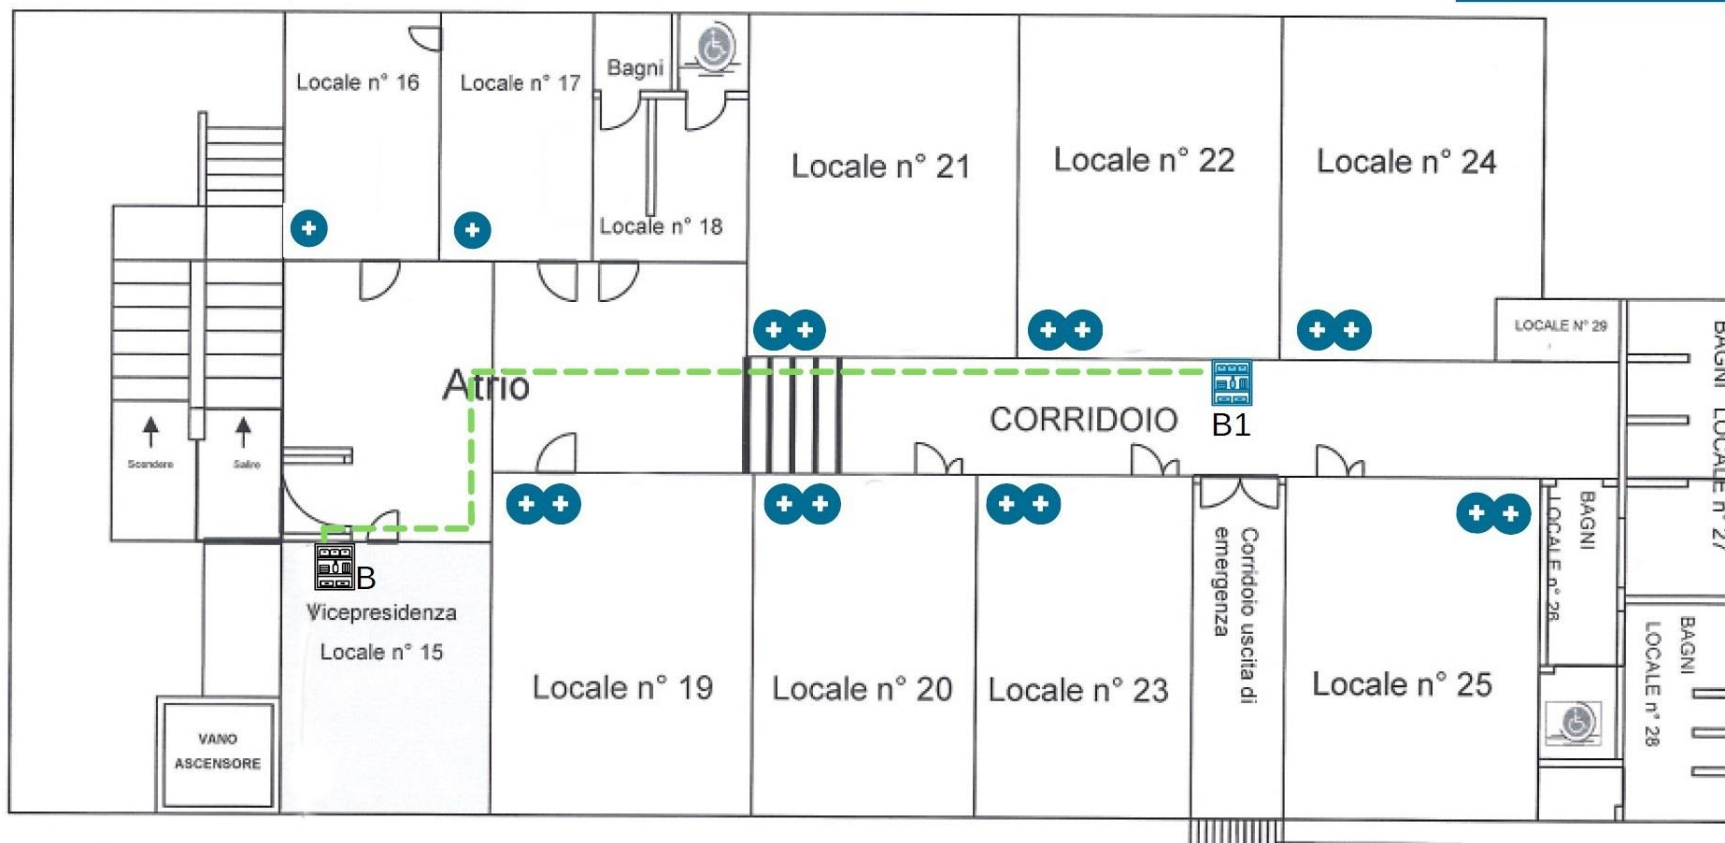 Locale n° 16
Locale n° 17
Bagni
Locale n° 18
Locale n° 21
Locale n° 22
Locale n° 24
LOCALE N° 29
BAGNI LOCALE n° 27
Atrio
CORRIDOIO
B1
Scendere
Salire
B
Vicepresidenza
Locale n° 15
Locale n° 19
Locale n° 20
Locale n° 23
Corridoio uscita di
emergenza
Locale n° 25
BAGNI
LOCALE n° 26
BAGNI
LOCALE n° 28
VANO
ASCENSORE